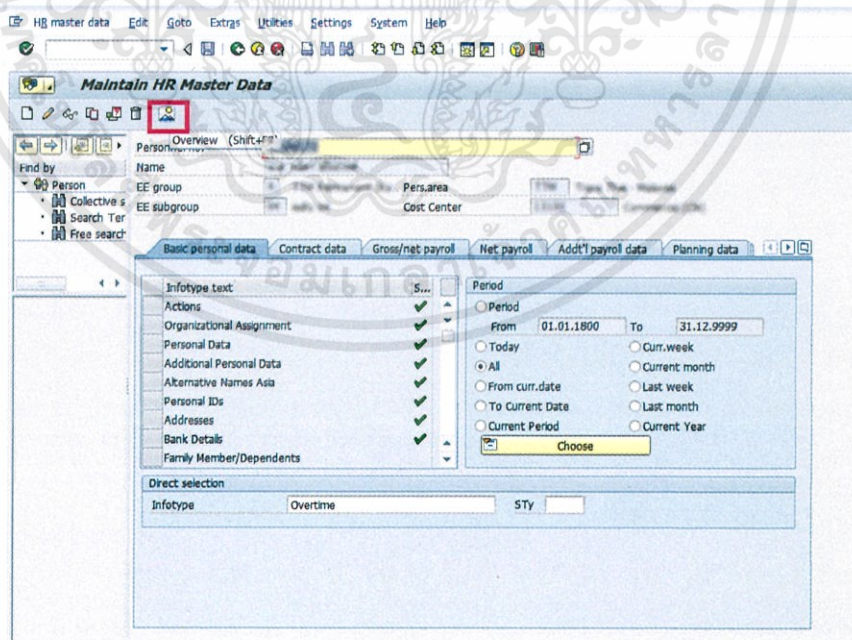 HR master data Edit Goto Extras Utilities Settings System Help
Maintain HR Master Data
Overview (Shift+F
Find by
Person
Collective s
Search Ter
Free search
Name
EE group Pers.area
EE subgroup Cost Center
Basic personal data Contract data Gross/net payroll Net payroll Addt'l payroll data Planning data
Infotype text S...
Actions
Organizational Assignment
Personal Data
Additional Personal Data
Alternative Names Asia
Personal IDs
Addresses
Bank Details
Family Member/Dependents
Period
Period
From 01.01.1800 To 31.12.9999
Today Curr.week
All Current month
From curr.date Last week
To Current Date Last month
Current Period Current Year
Choose
Direct selection
Infotype Overtime STy